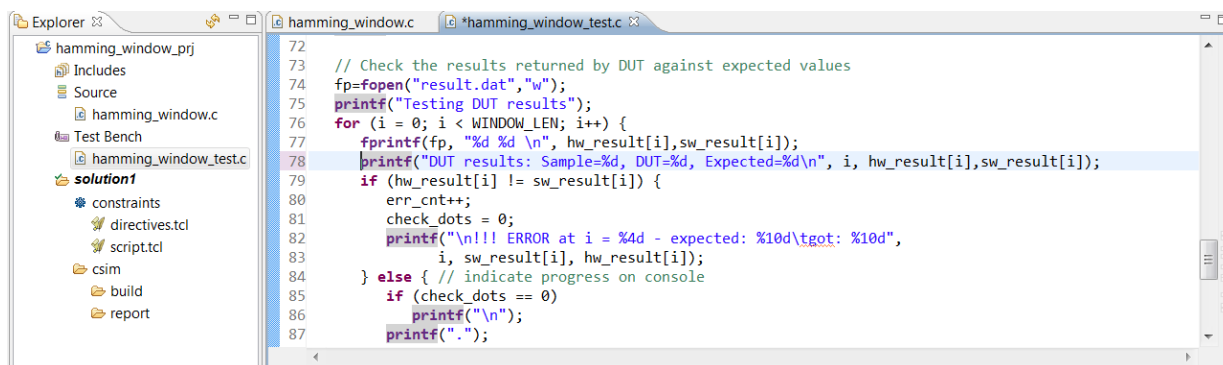 Explorer
hamming_window_prj
Includes
Source
hamming_window.c
Test Bench
hamming_window_test.c
solution1
constraints
directives.tcl
script.tcl
csim
build
report
hamming_window.c
*hamming_window_test.c
72
73 // Check the results returned by DUT against expected values
74 fp=fopen("result.dat","w");
75 printf("Testing DUT results");
76 for (i = 0; i < WINDOW_LEN; i++) {
77 fprintf(fp, "%d %d \n", hw_result[i],sw_result[i]);
78 printf("DUT results: Sample=%d, DUT=%d, Expected=%d\n", i, hw_result[i],sw_result[i]);
79 if (hw_result[i] != sw_result[i]) {
80 err_cnt++;
81 check_dots = 0;
82 printf("\n!!! ERROR at i = %4d - expected: %10d\tgot: %10d",
83 i, sw_result[i], hw_result[i]);
84 } else { // indicate progress on console
85 if (check_dots == 0)
86 printf("\n");
87 printf(".");